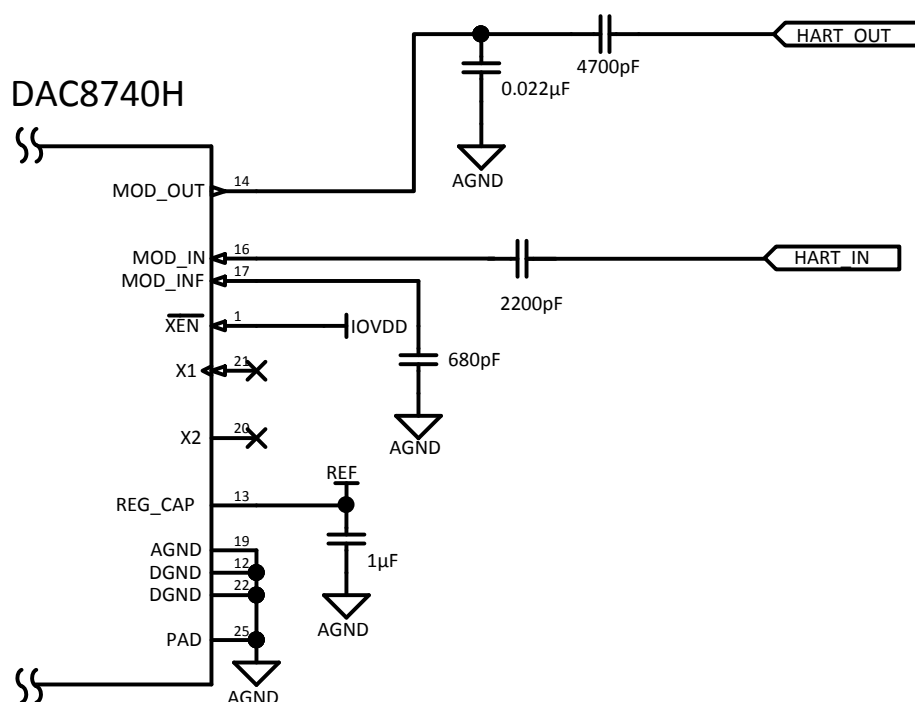 HART_OUT
4700pF
0.022µF
DAC8740H
AGND
MOD_OUT 14
MOD_IN 16
HART_IN
MOD_INF 17
2200pF
XEN 1 IOVDD
680pF
X1 21
X2 20
AGND
REF
REG_CAP 13
AGND 19
1µF
DGND 12
DGND 22
AGND
PAD 25
AGND